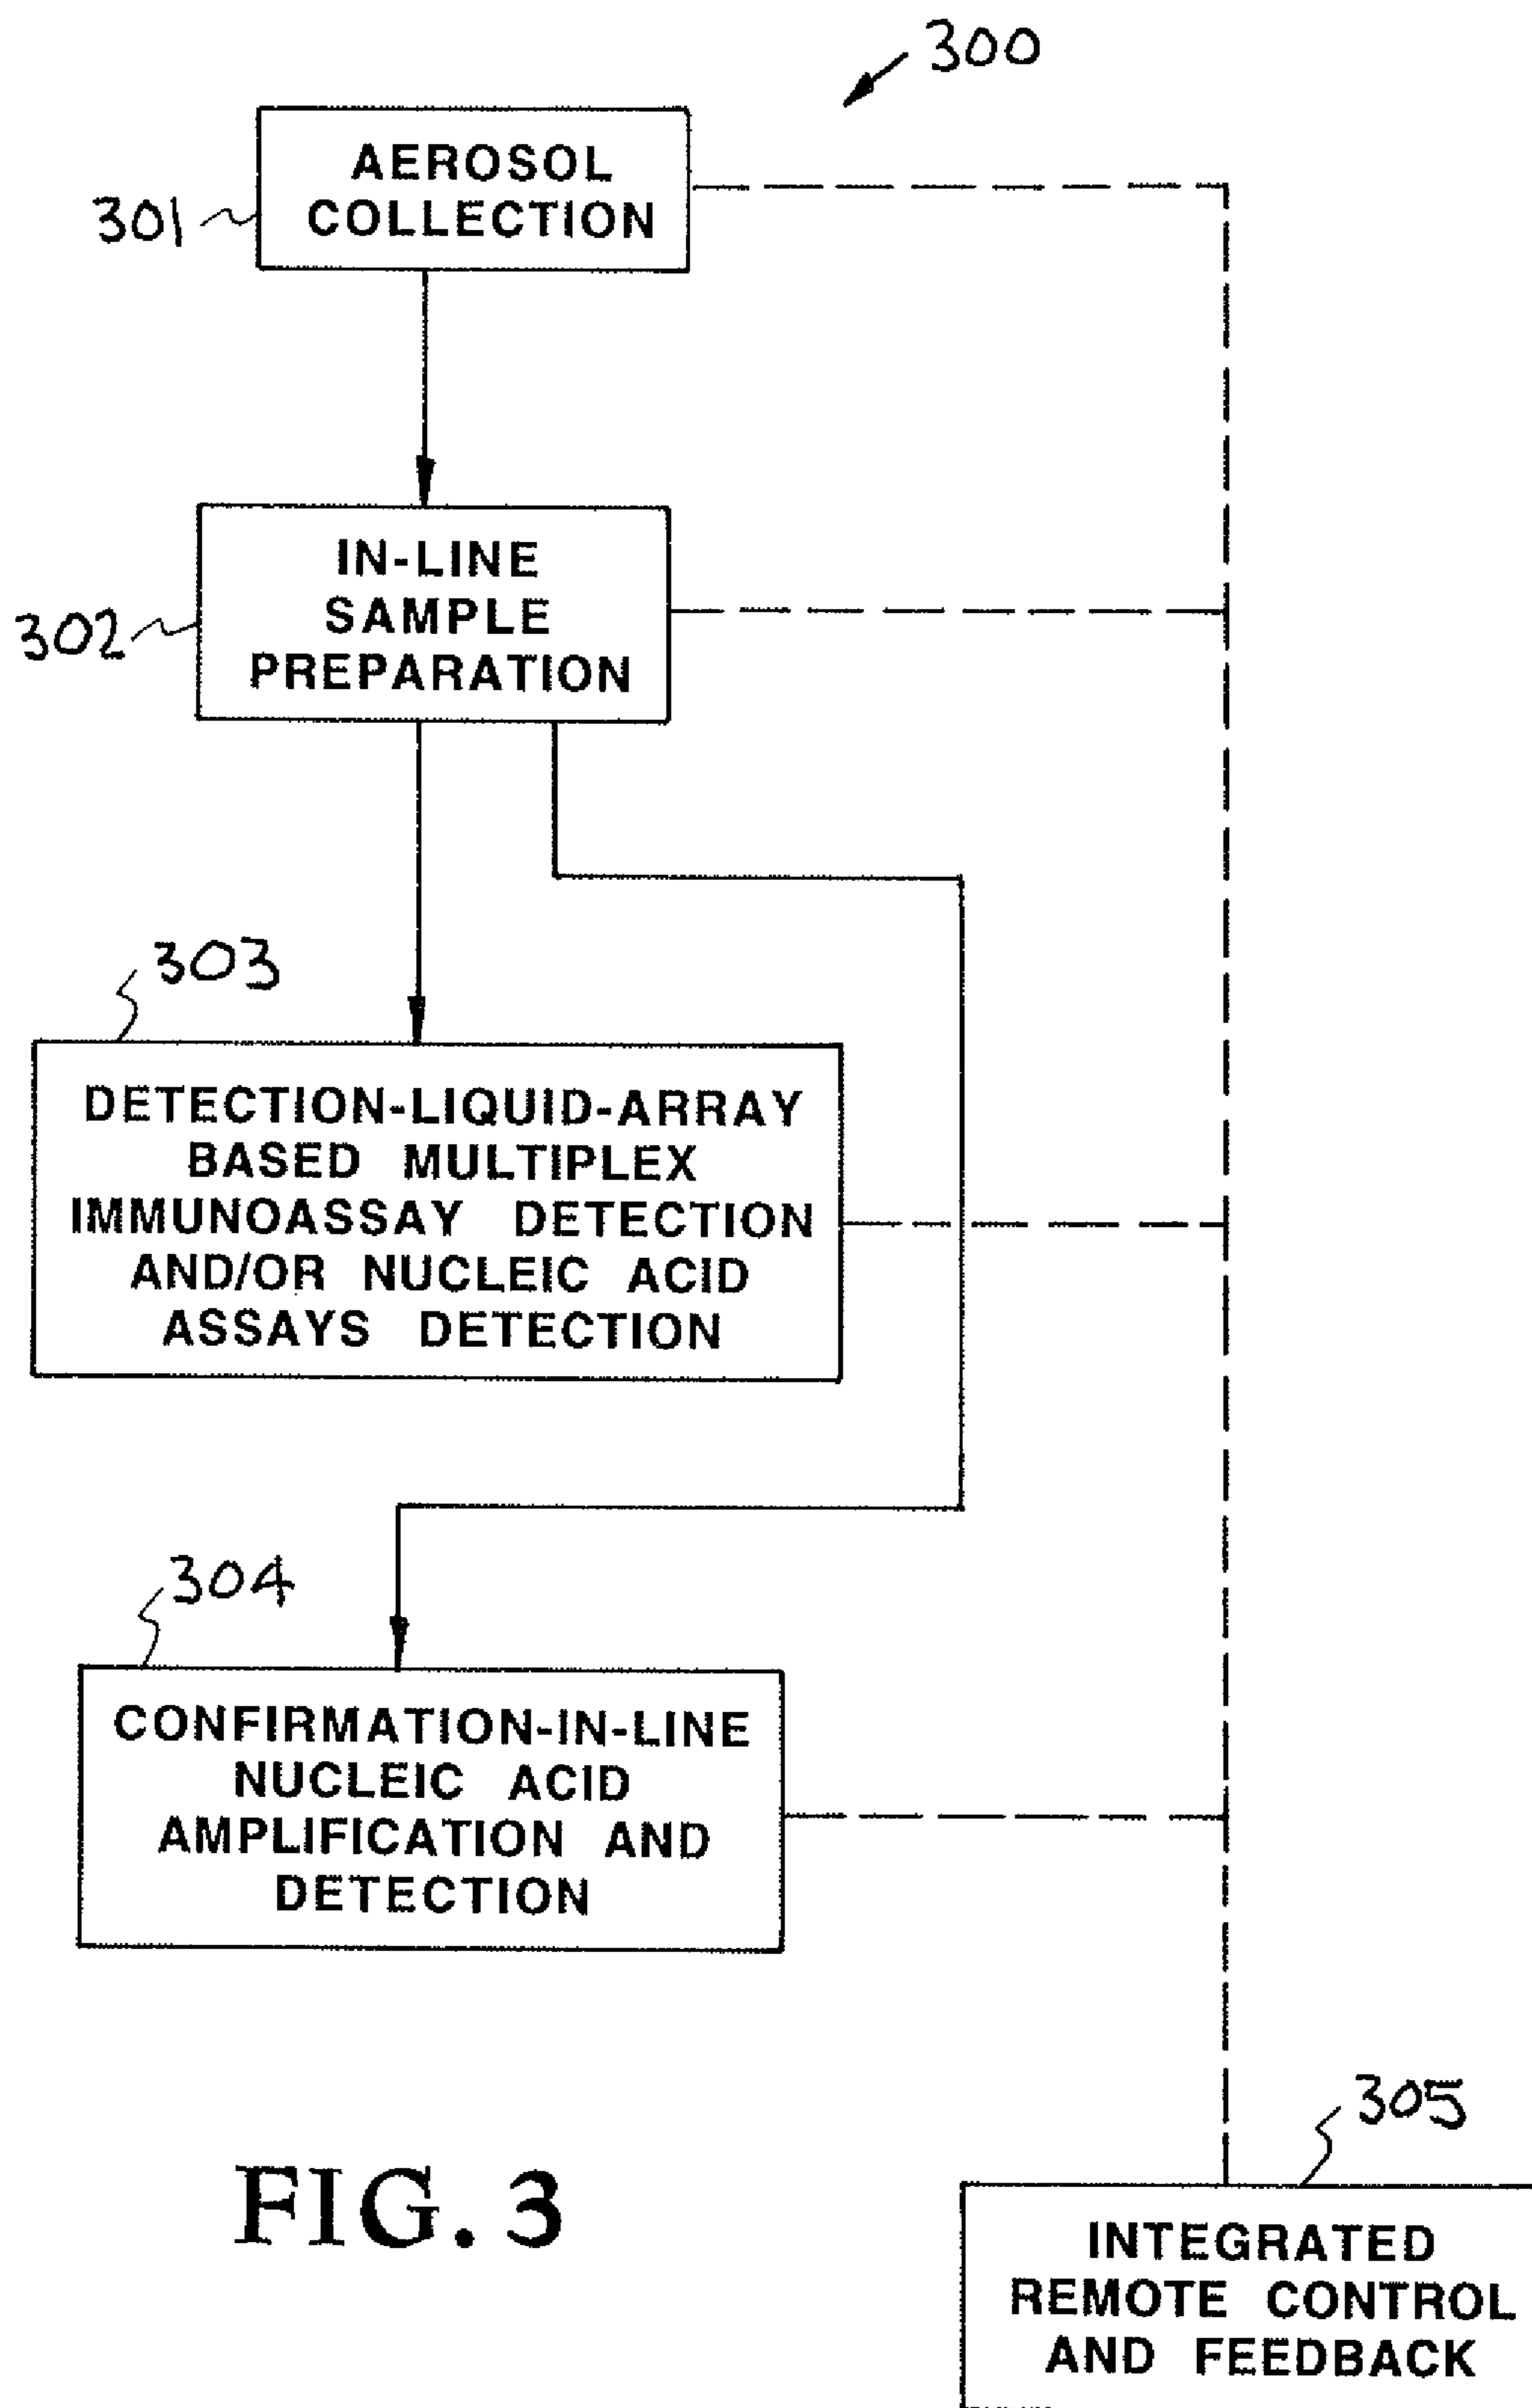 300
AEROSOL
COLLECTION
301
IN-LINE
SAMPLE
PREPARATION
302
303
DETECTION-LIQUID-ARRAY
BASED MULTIPLEX
IMMUNOASSAY DETECTION
AND/OR NUCLEIC ACID
ASSAYS DETECTION
304
CONFIRMATION-IN-LINE
NUCLEIC ACID
AMPLIFICATION AND
DETECTION
305
INTEGRATED
REMOTE CONTROL
AND FEEDBACK
FIG. 3